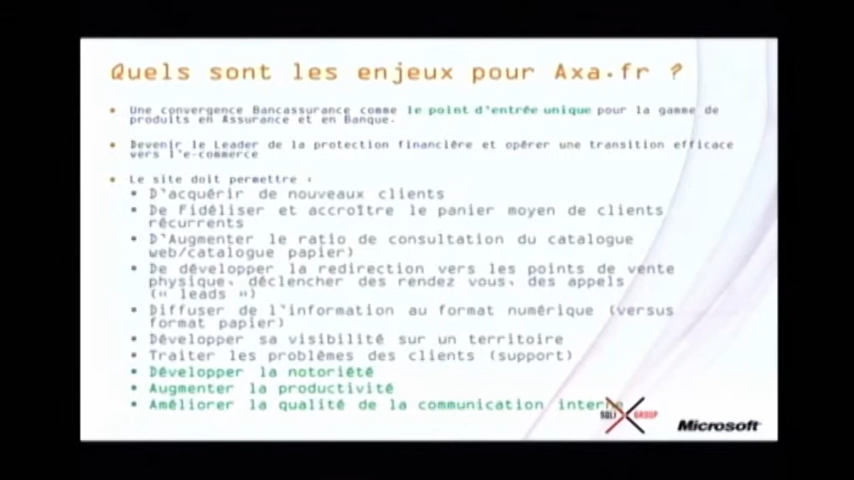 Quels sont les enjeux pour Axa.fr ?
• Une convergence Bancassurance comme le point d'entrée unique pour la gamme de
produits en Assurance et en Banque.
• Devenir le Leader de la protection financière et opérer une transition efficace
vers l'e-commerce
• Le site doit permettre :
• D'acquérir de nouveaux clients
• De Fidéliser et accroître le panier moyen de clients
récurrents
• D'Augmenter le ratio de consultation du catalogue
web/catalogue papier)
• De développer la redirection vers les points de vente
physique, déclencher des rendez vous, des appels
(« leads »)
• Diffuser de l'information au format numérique (versus
format papier)
• Développer sa visibilité sur un territoire
• Traiter les problèmes des clients (support)
• Développer la notoriété
• Augmenter la productivité
• Améliorer la qualité de la communication interne
SQLI GROUP
Microsoft